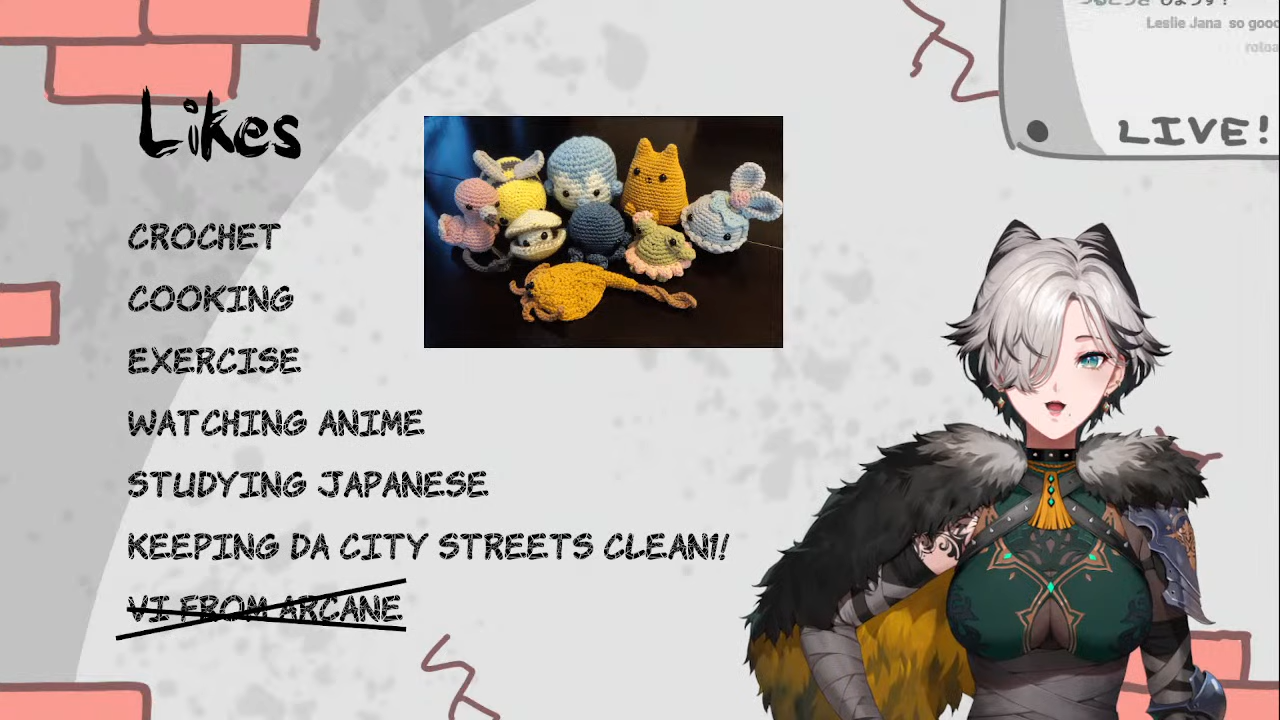 Leslie Jana so good
LIVE!
Likes
CROCHET
COOKING
EXERCISE
WATCHING ANIME
STUDYING JAPANESE
KEEPING DA CITY STREETS CLEAN1!
VI FROM ARCANE